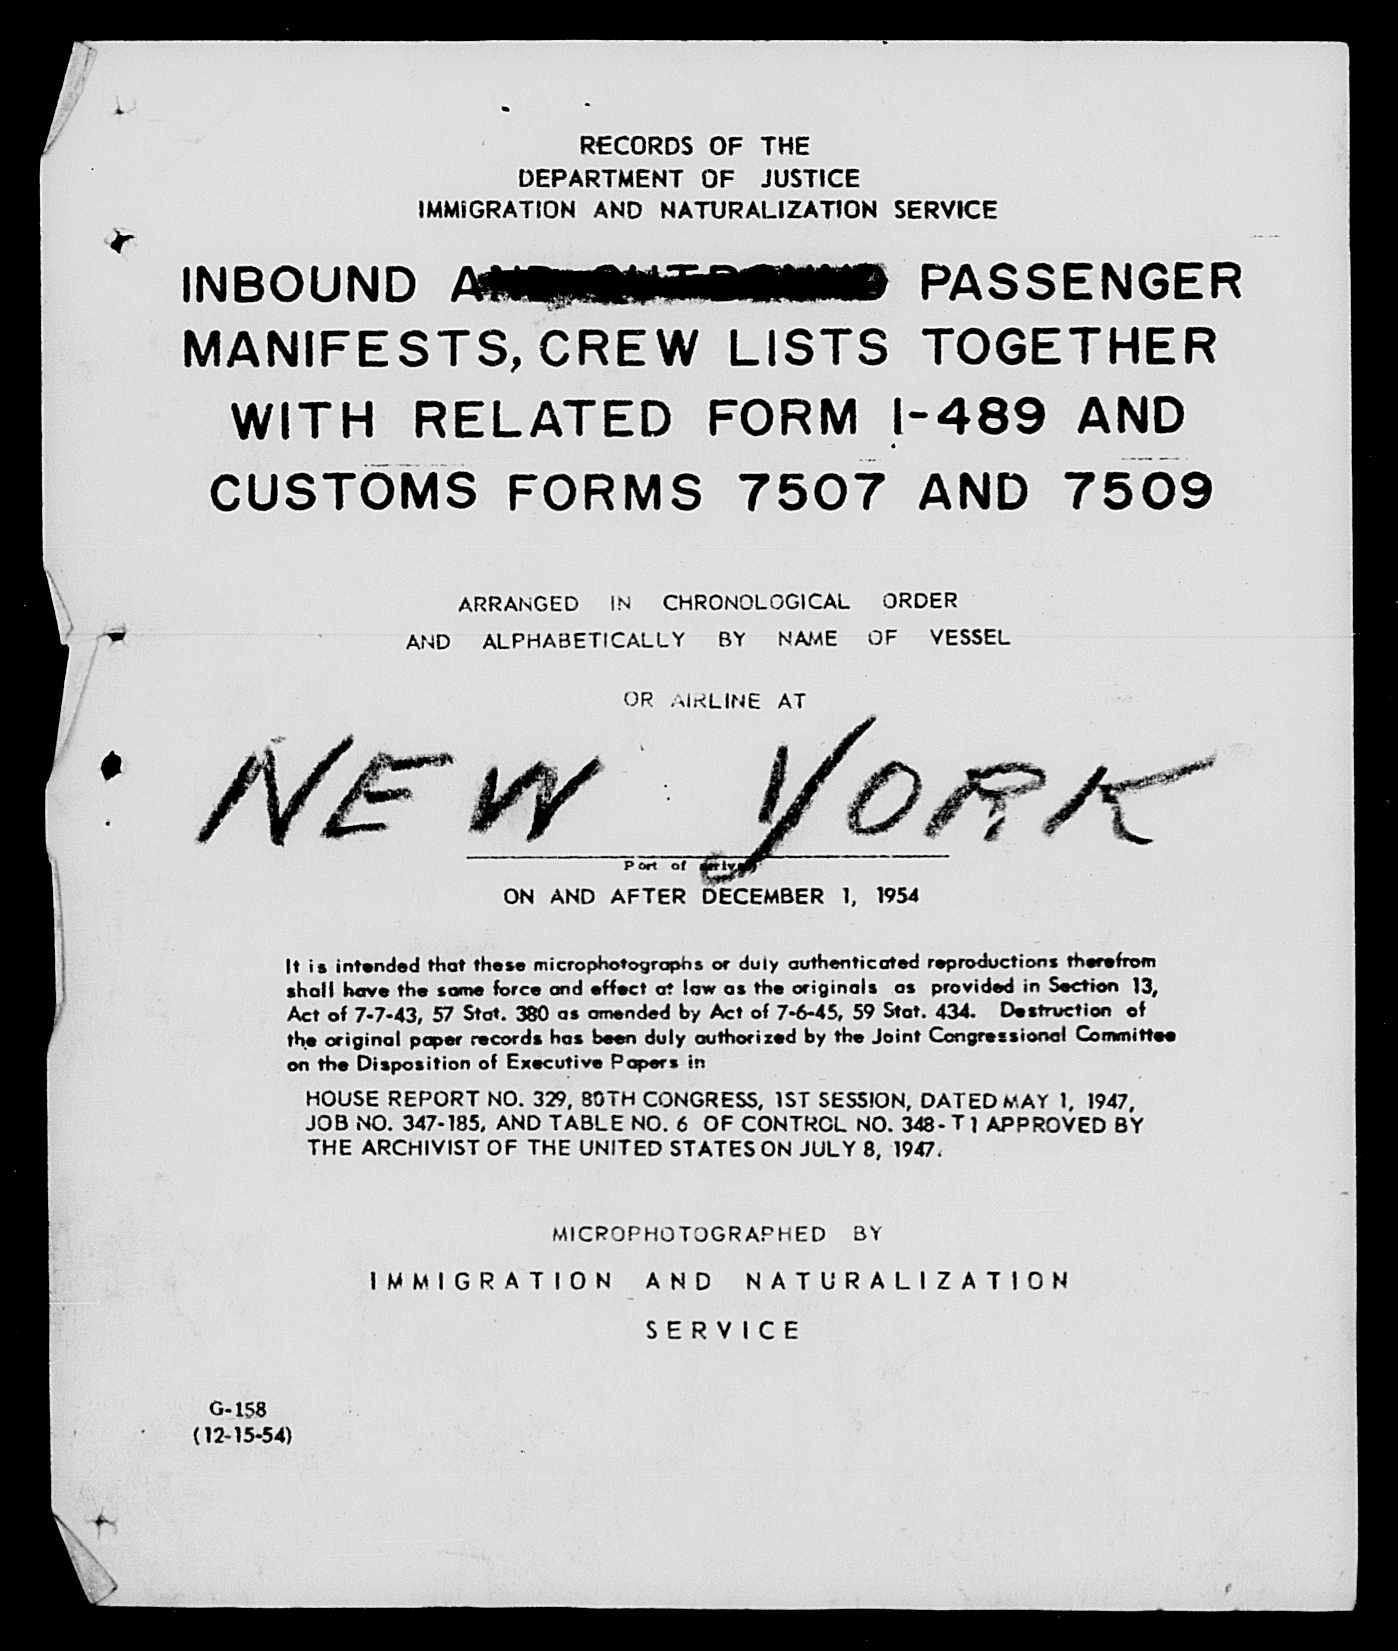 RECORDS OF THE
DEPARTMENT OF JUSTICE
IMMIGRATION AND NATURALIZATION SERVICE
INBOUND PASSENGER
MANIFESTS, CREW LISTS TOGETHER
WITH RELATED FORM I-489 AND
CUSTOMS FORMS 7507 AND 7509
ARRANGED IN CHRONOLOGICAL ORDER
AND ALPHABETICALLY BY NAME OF VESSEL
OR AIRLINE AT
NEW YORK
Port of
ON AND AFTER DECEMBER 1, 1954
It is intended that these microphotographs or duly authenticated reproductions therefrom
shall have the same force and effect at law as the originals as provided in Section 13,
Act of 7-7-43, 57 Stat. 380 as amended by Act of 7-6-45, 59 Stat. 434. Destruction of
the original paper records has been duly authorized by the Joint Congressional Committee
on the Disposition of Executive Papers in
HOUSE REPORT NO. 329, 80TH CONGRESS, 1ST SESSION, DATED MAY 1, 1947,
JOB NO. 347-185, AND TABLE NO. 6 OF CONTROL NO. 348-T1 APPROVED BY
THE ARCHIVIST OF THE UNITED STATES ON JULY 8, 1947.
MICROPHOTOGRAPHED BY
IMMIGRATION AND NATURALIZATION
SERVICE
G-158
(12-15-54)